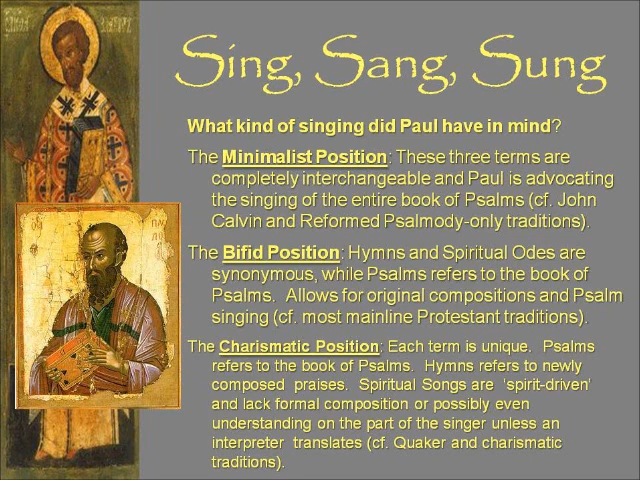 Sing, Sang, Sung
What kind of singing did Paul have in mind?
The Minimalist Position: These three terms are
completely interchangeable and Paul is advocating
the singing of the entire book of Psalms (cf. John
Calvin and Reformed Psalmody-only traditions).
The Bifid Position: Hymns and Spiritual Odes are
synonymous, while Psalms refers to the book of
Psalms. Allows for original compositions and Psalm
singing (cf. most mainline Protestant traditions).
The Charismatic Position: Each term is unique. Psalms
refers to the book of Psalms. Hymns refers to newly
composed praises. Spiritual Songs are 'spirit-driven'
and lack formal composition or possibly even
understanding on the part of the singer unless an
interpreter translates (cf. Quaker and charismatic
traditions).